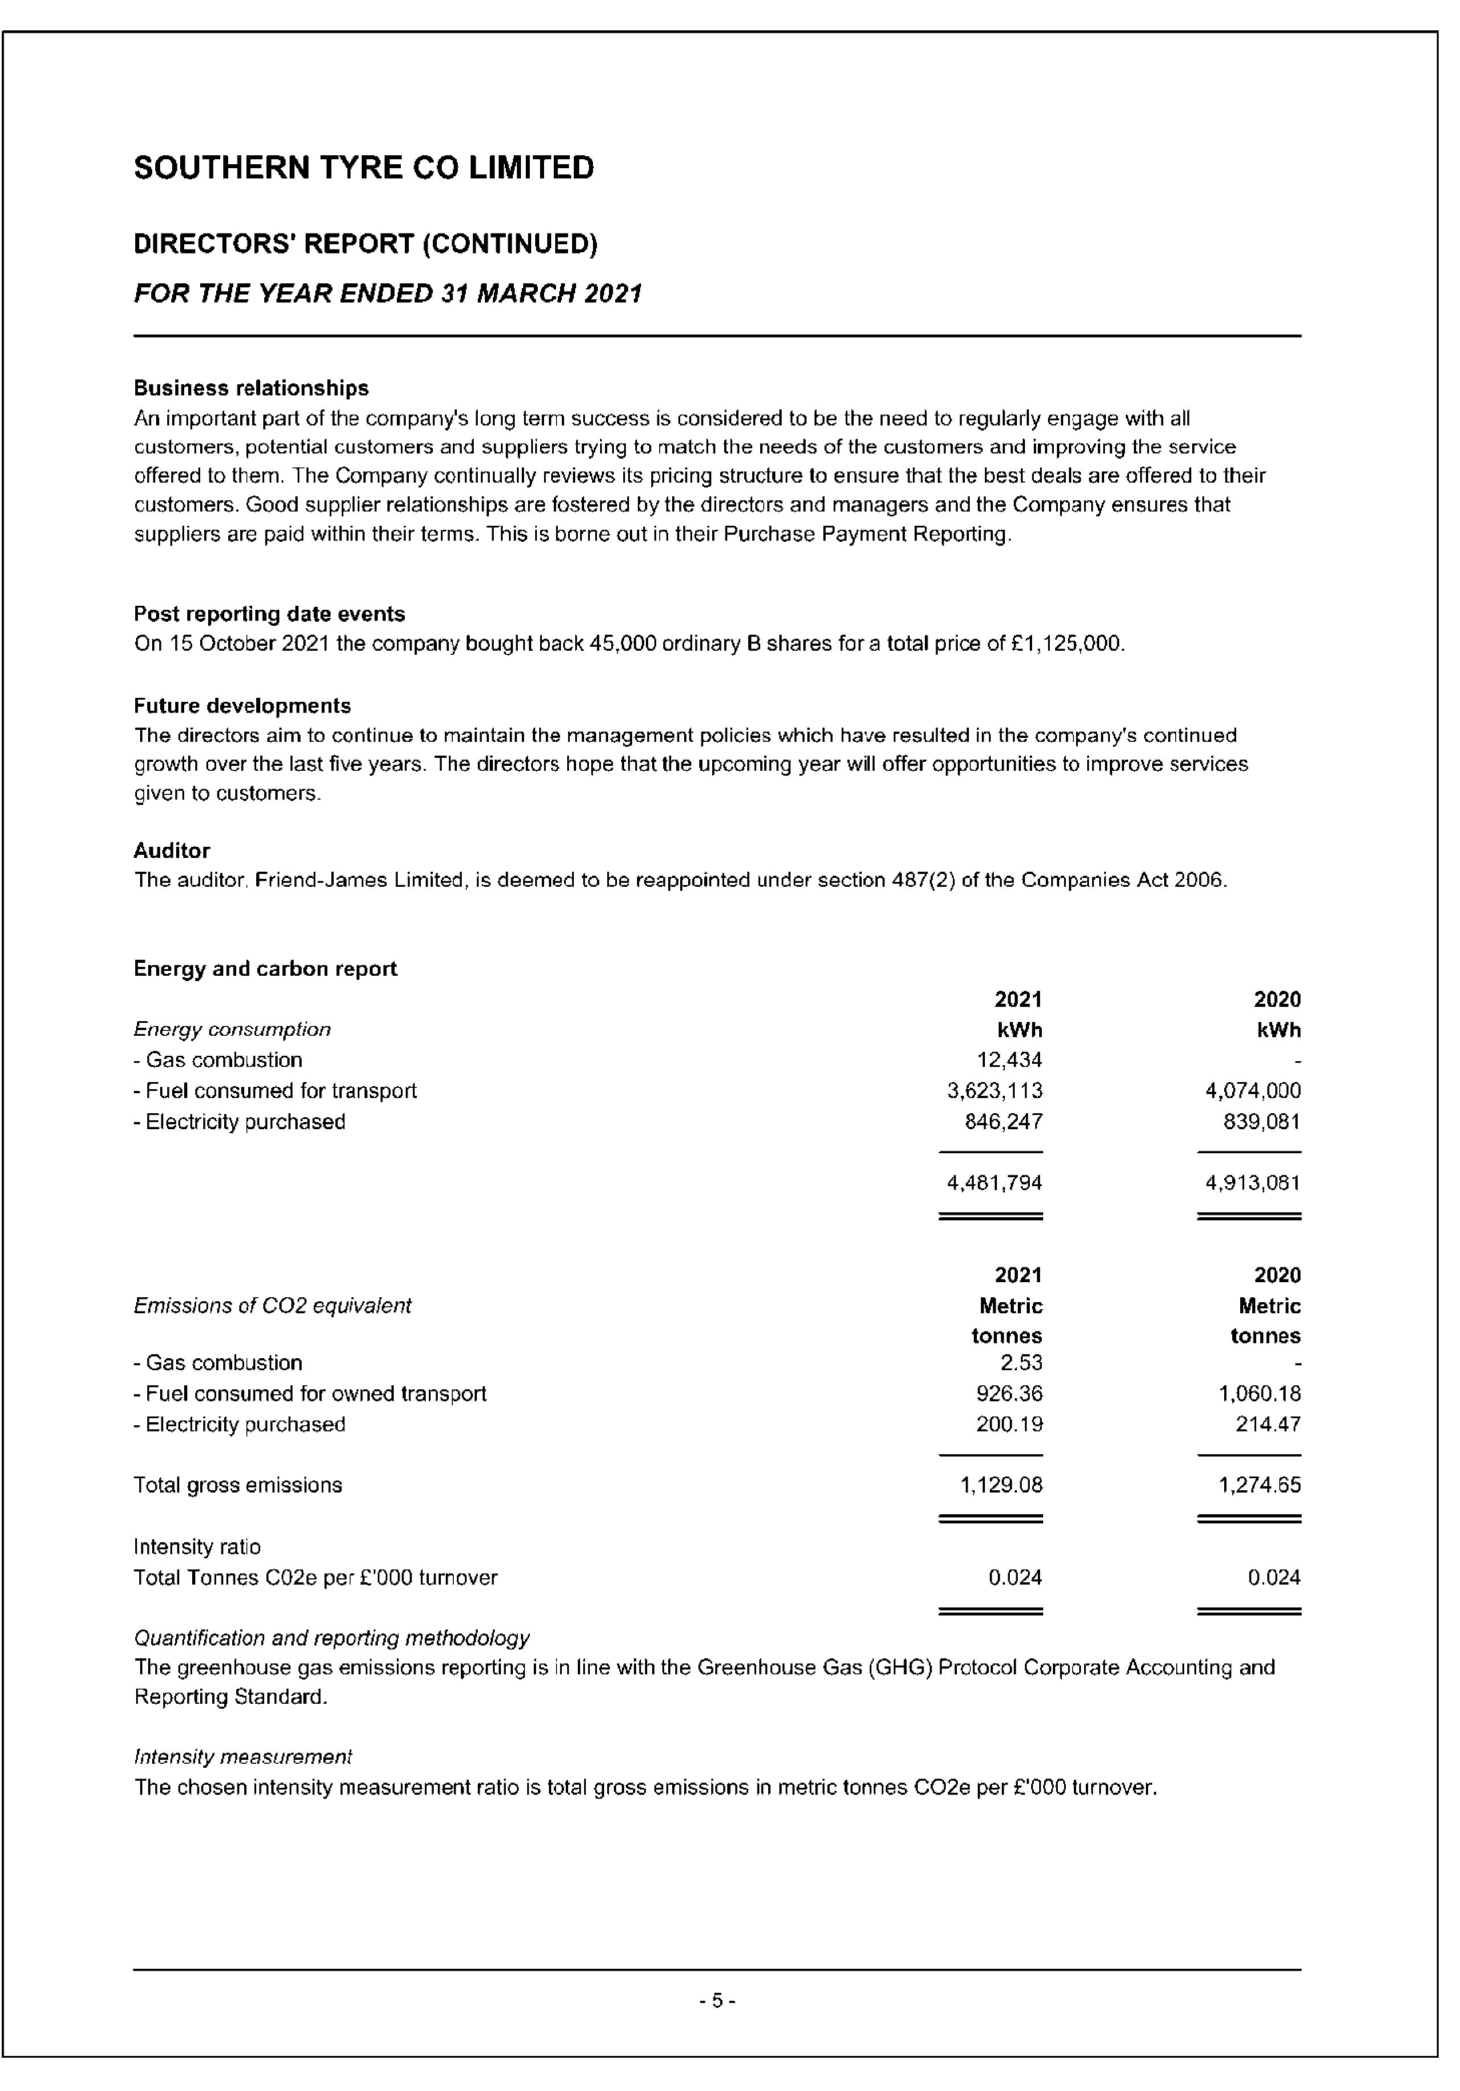 SOUTHERN TYRE CO LIMITED
DIRECTORS' REPORT (CONTINUED)
FOR THE YEAR ENDED 31 MARCH 2021
Business relationships
An important part of the company's long term success is considered to be the need to regularly engage with all
customers, potential customers and suppliers trying to match the needs of the customers and improving the service
offered to them. The Company continually reviews its pricing structure to ensure that the best deals are offered to their
customers. Good supplier relationships are fostered by the directors and managers and the Company ensures that
suppliers are paid within their terms. This is borne out in their Purchase Payment Reporting.
Post reporting date events
On 15 October 2021 the company bought back 45,000 ordinary B shares for a total price of £1,125,000.
Future developments
The directors aim to continue to maintain the management policies which have resulted in the company's continued
growth over the last five years. The directors hope that the upcoming year will offer opportunities to improve services
given to customers.
Auditor
The auditor, Friend-James Limited, is deemed to be reappointed under section 487(2) of the Companies Act 2006.
Energy and carbon report
2021 2020
Energy consumption kWh kWh
- Gas combustion 12,434 -
- Fuel consumed for transport 3,623,113 4,074,000
- Electricity purchased 846,247 839,081
4,481,794 4,913,081
2021 2020
Emissions of CO2 equivalent Metric Metric
tonnes tonnes
- Gas combustion 2.53 -
- Fuel consumed for owned transport 926.36 1,060.18
- Electricity purchased 200.19 214.47
Total gross emissions 1,129.08 1,274.65
Intensity ratio
Total Tonnes C02e per £'000 turnover 0.024 0.024
Quantification and reporting methodology
The greenhouse gas emissions reporting is in line with the Greenhouse Gas (GHG) Protocol Corporate Accounting and
Reporting Standard.
Intensity measurement
The chosen intensity measurement ratio is total gross emissions in metric tonnes CO2e per £'000 turnover.
- 5 -